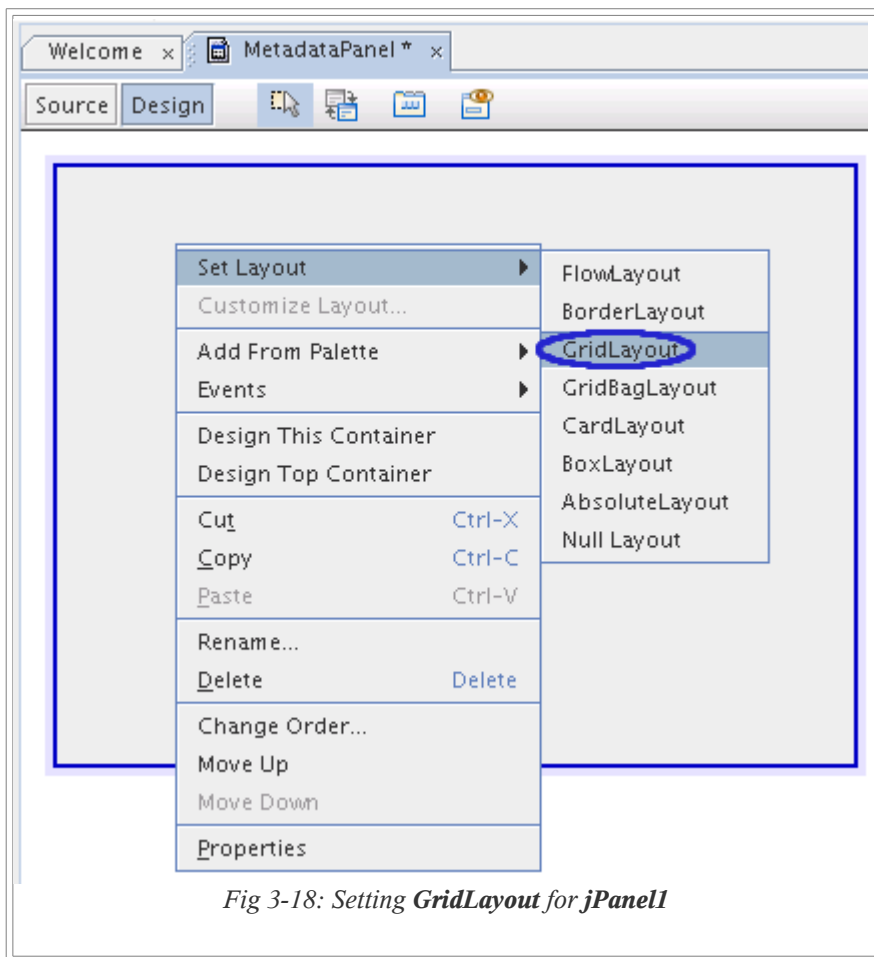 Welcome x MetadataPanel * x
Source Design
Set Layout
Customize Layout...
Add From Palette
Events
Design This Container
Design Top Container
Cut Ctrl-X
Copy Ctrl-C
Paste Ctrl-V
Rename...
Delete Delete
Change Order...
Move Up
Move Down
Properties
FlowLayout
BorderLayout
GridLayout
GridBagLayout
CardLayout
BoxLayout
AbsoluteLayout
Null Layout
Fig 3-18: Setting GridLayout for jPanel1